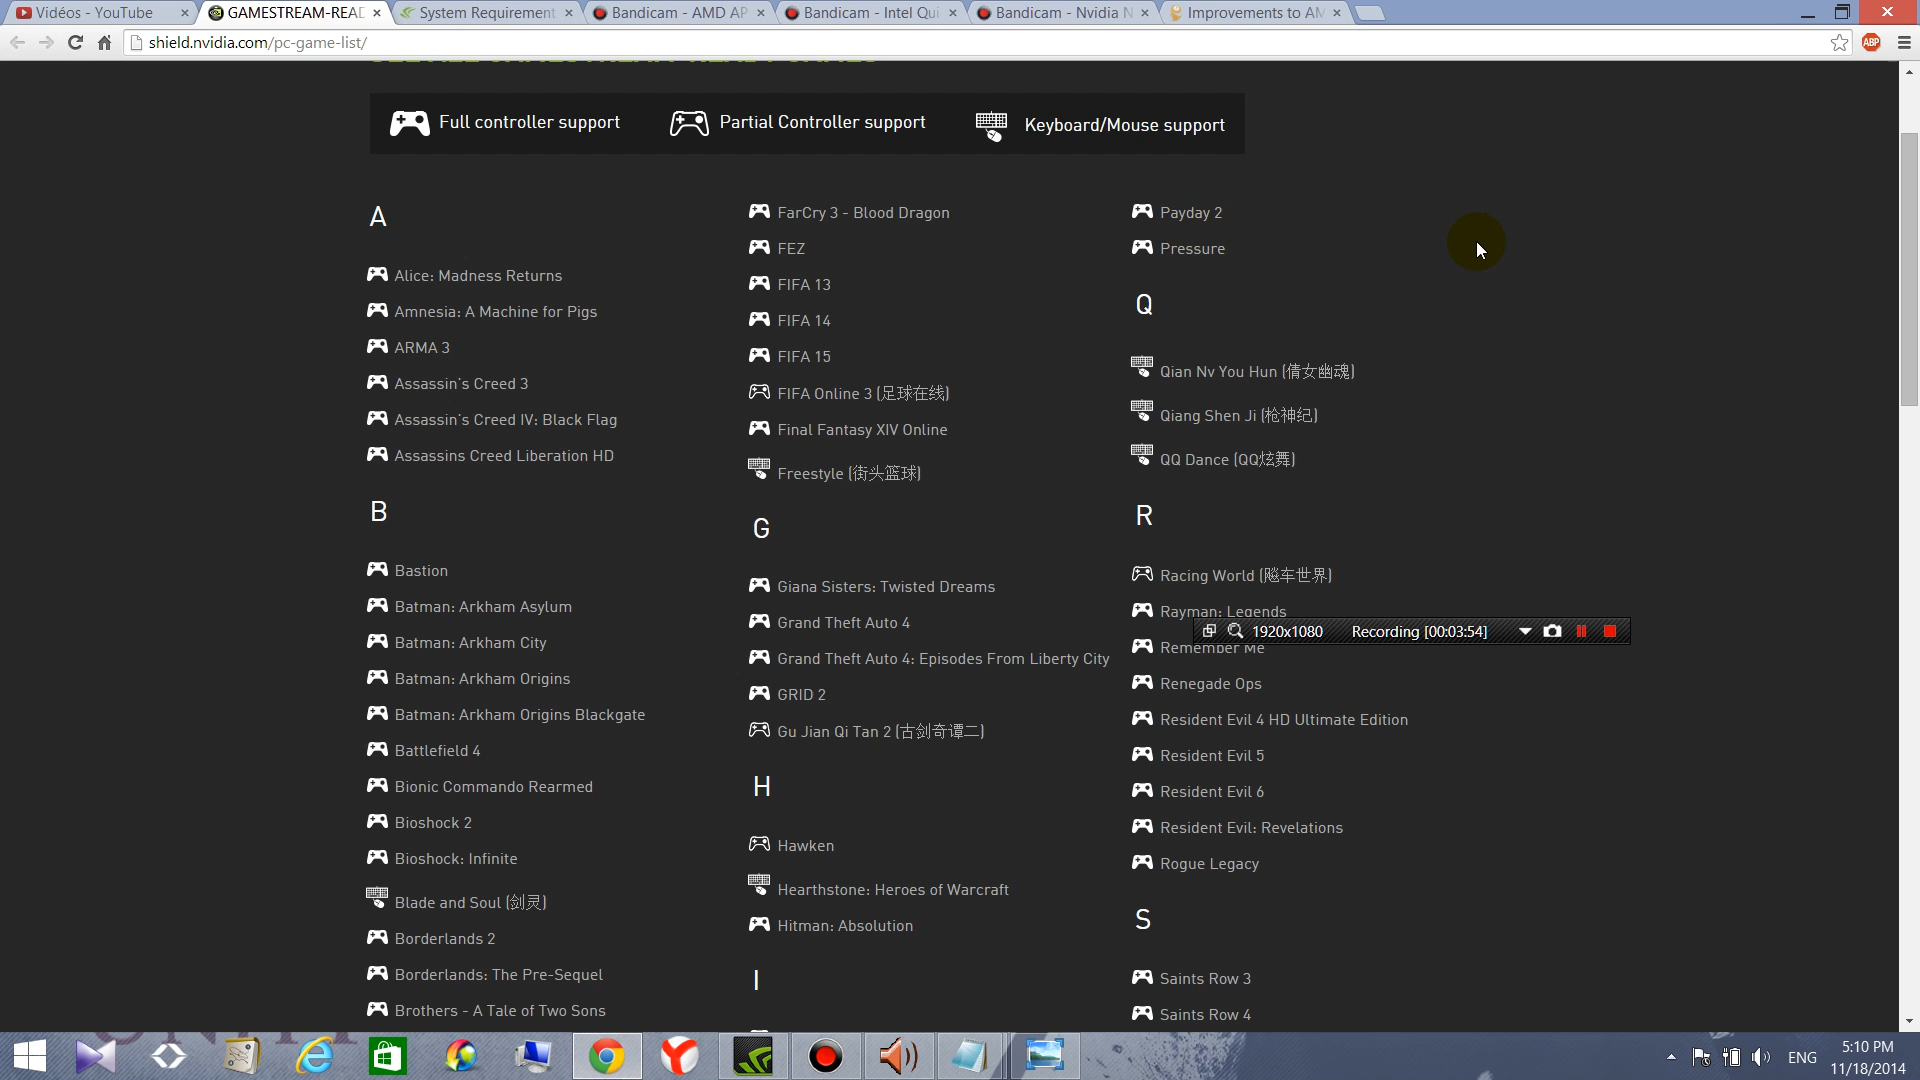 Vidéos - YouTube
GAMESTREAM-READ
System Requirement
Bandicam - AMD AP
Bandicam - Intel Qui
Bandicam - Nvidia N
Improvements to AM
shield.nvidia.com/pc-game-list/
ABP
Full controller support
Partial Controller support
Keyboard/Mouse support
A
Alice: Madness Returns
Amnesia: A Machine for Pigs
ARMA 3
Assassin's Creed 3
Assassin's Creed IV: Black Flag
Assassins Creed Liberation HD
B
Bastion
Batman: Arkham Asylum
Batman: Arkham City
Batman: Arkham Origins
Batman: Arkham Origins Blackgate
Battlefield 4
Bionic Commando Rearmed
Bioshock 2
Bioshock: Infinite
Blade and Soul (剑灵)
Borderlands 2
Borderlands: The Pre-Sequel
Brothers - A Tale of Two Sons
FarCry 3 - Blood Dragon
FEZ
FIFA 13
FIFA 14
FIFA 15
FIFA Online 3 (足球在线)
Final Fantasy XIV Online
Freestyle (街头篮球)
G
Giana Sisters: Twisted Dreams
Grand Theft Auto 4
Grand Theft Auto 4: Episodes From Liberty City
GRID 2
Gu Jian Qi Tan 2 (古剑奇谭二)
H
Hawken
Hearthstone: Heroes of Warcraft
Hitman: Absolution
I
Payday 2
Pressure
Q
Qian Nv You Hun (倩女幽魂)
Qiang Shen Ji (枪神纪)
QQ Dance (QQ炫舞)
R
Racing World (飚车世界)
Rayman: Legends
1920x1080 Recording [00:03:54]
Remember Me
Renegade Ops
Resident Evil 4 HD Ultimate Edition
Resident Evil 5
Resident Evil 6
Resident Evil: Revelations
Rogue Legacy
S
Saints Row 3
Saints Row 4
ENG
5:10 PM
11/18/2014